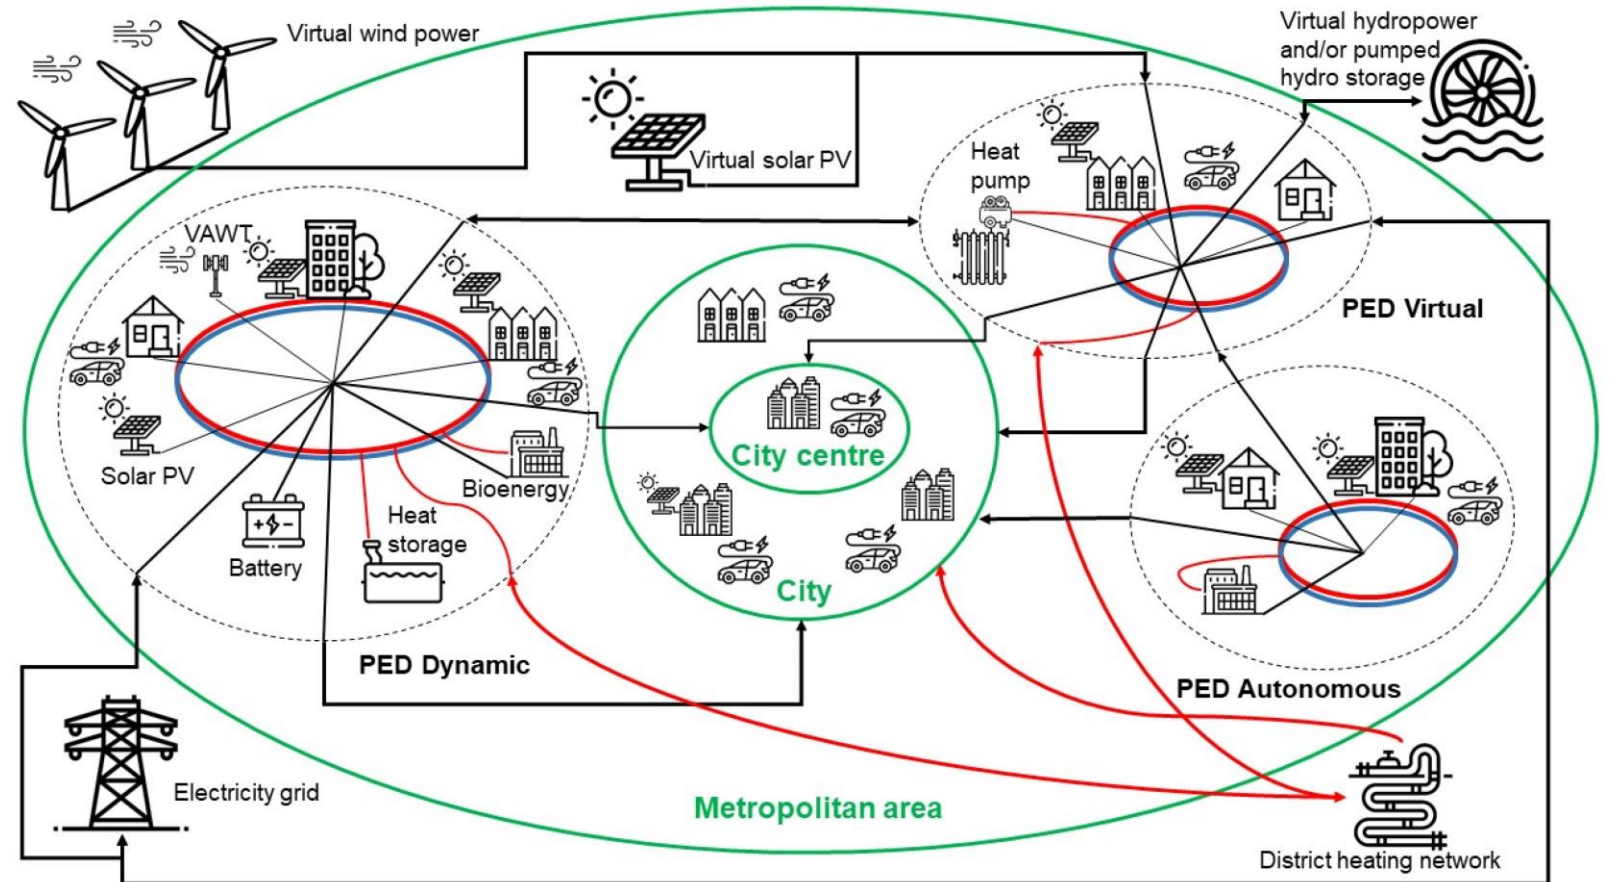 Virtual wind power
Virtual hydropower
and/or pumped
hydro storage
Virtual solar PV
Heat
pump
VAWT
PED Virtual
City centre
Solar PV
Bioenergy
Heat
storage
Battery
City
PED Dynamic
PED Autonomous
Electricity grid
Metropolitan area
District heating network